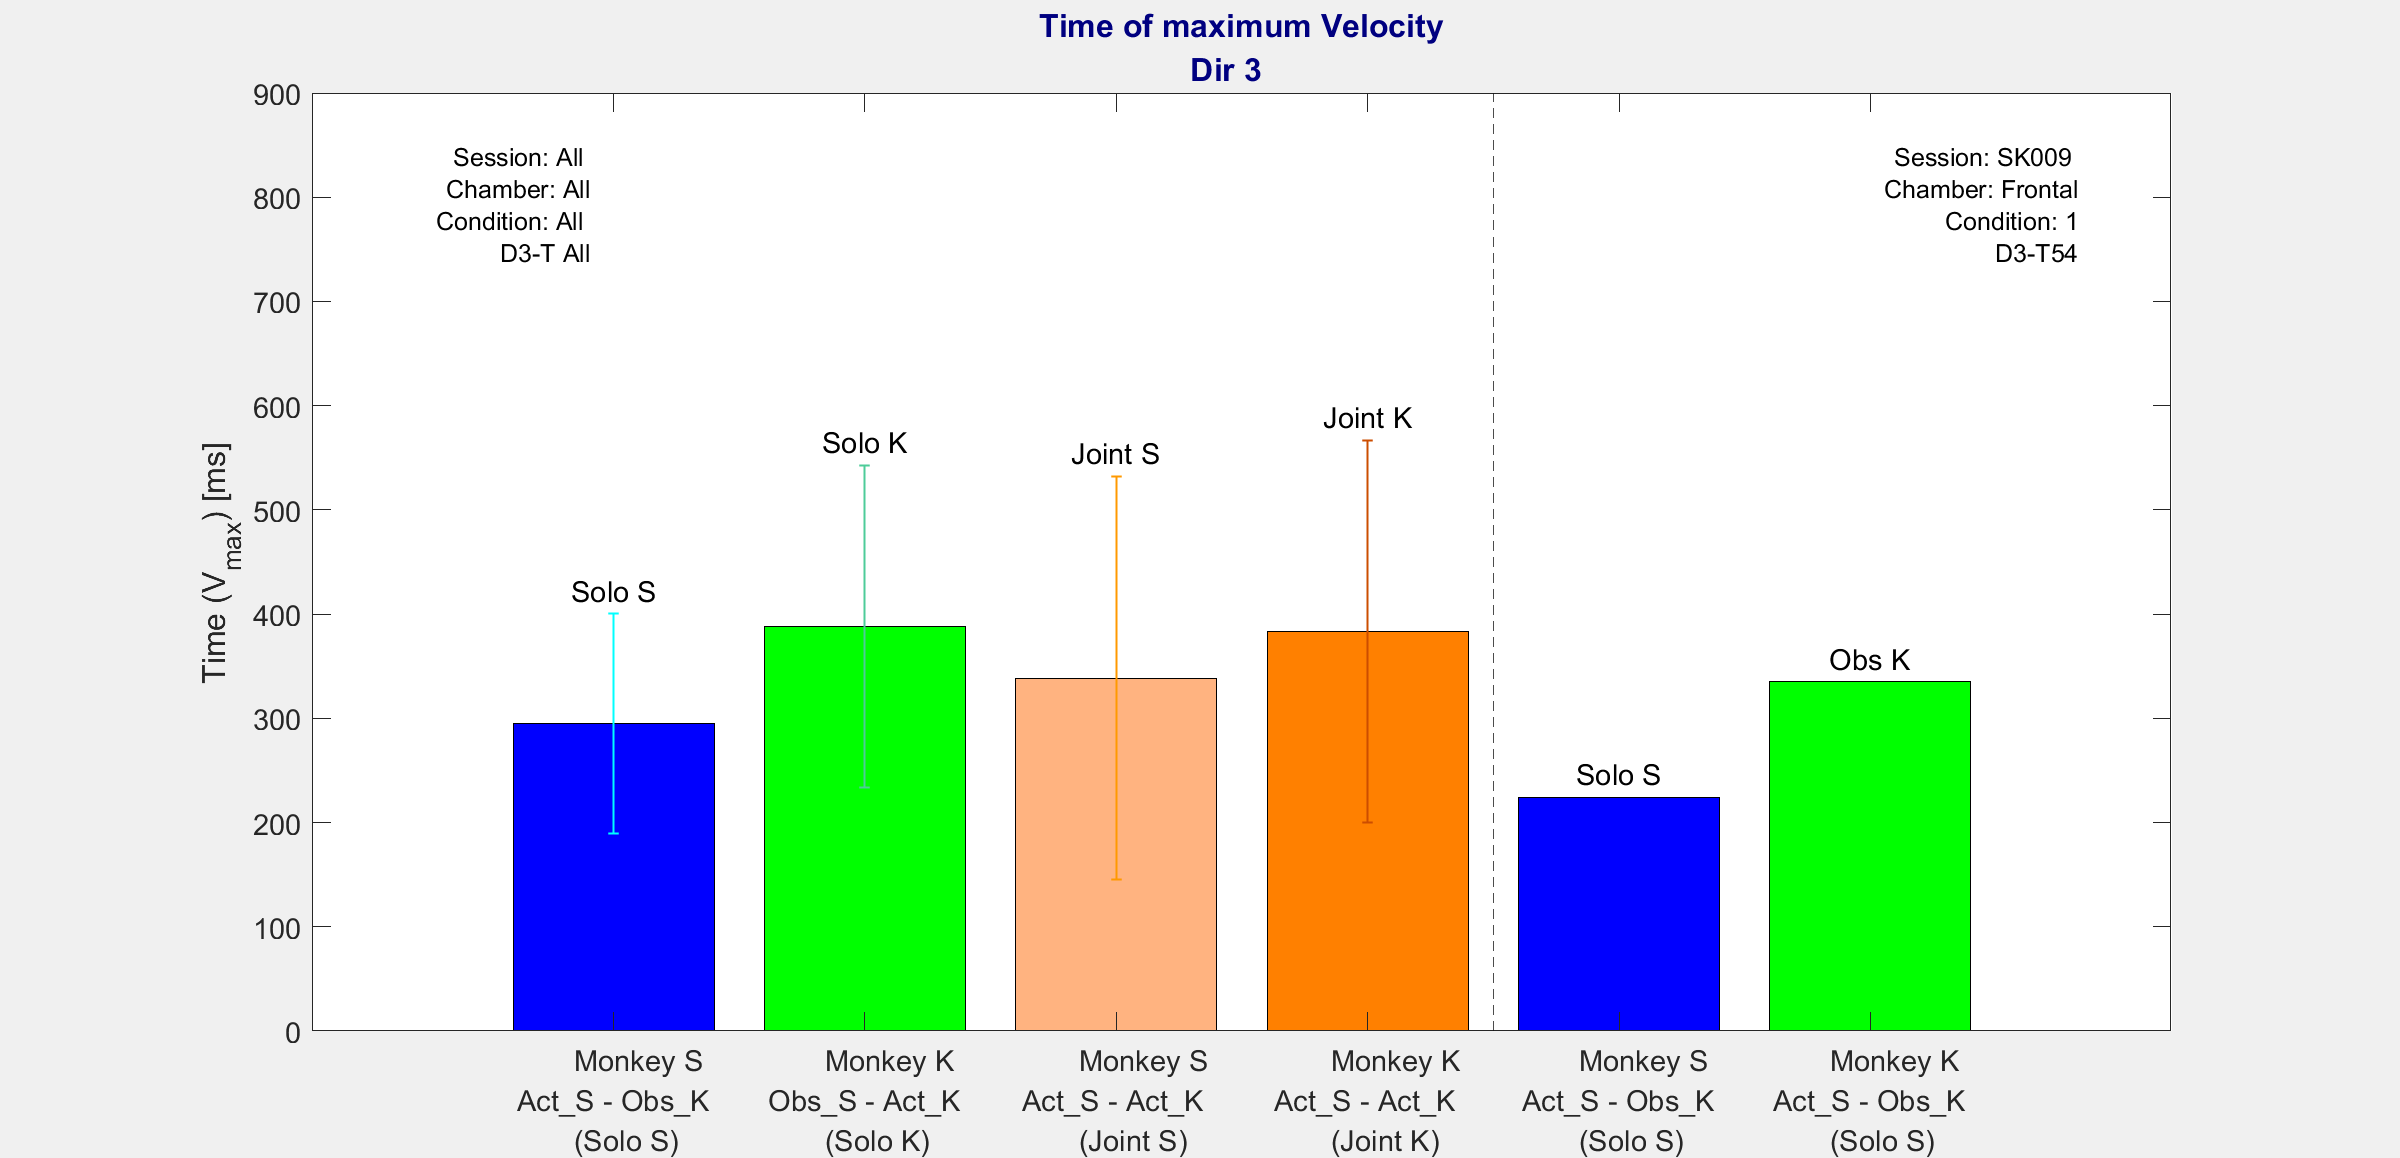 Time of maximum Velocity
Dir 3
Session: All
Chamber: All
Condition: All
D3-T All
Session: SK009
Chamber: Frontal
Condition: 1
D3-T54
Time (Vmax) [ms]
900
800
700
600
500
400
300
200
100
0
Solo S
Solo K
Joint S
Joint K
Solo S
Obs K
Monkey S
Act_S - Obs_K
(Solo S)
Monkey K
Obs_S - Act_K
(Solo K)
Monkey S
Act_S - Act_K
(Joint S)
Monkey K
Act_S - Act_K
(Joint K)
Monkey S
Act_S - Obs_K
(Solo S)
Monkey K
Act_S - Obs_K
(Solo S)